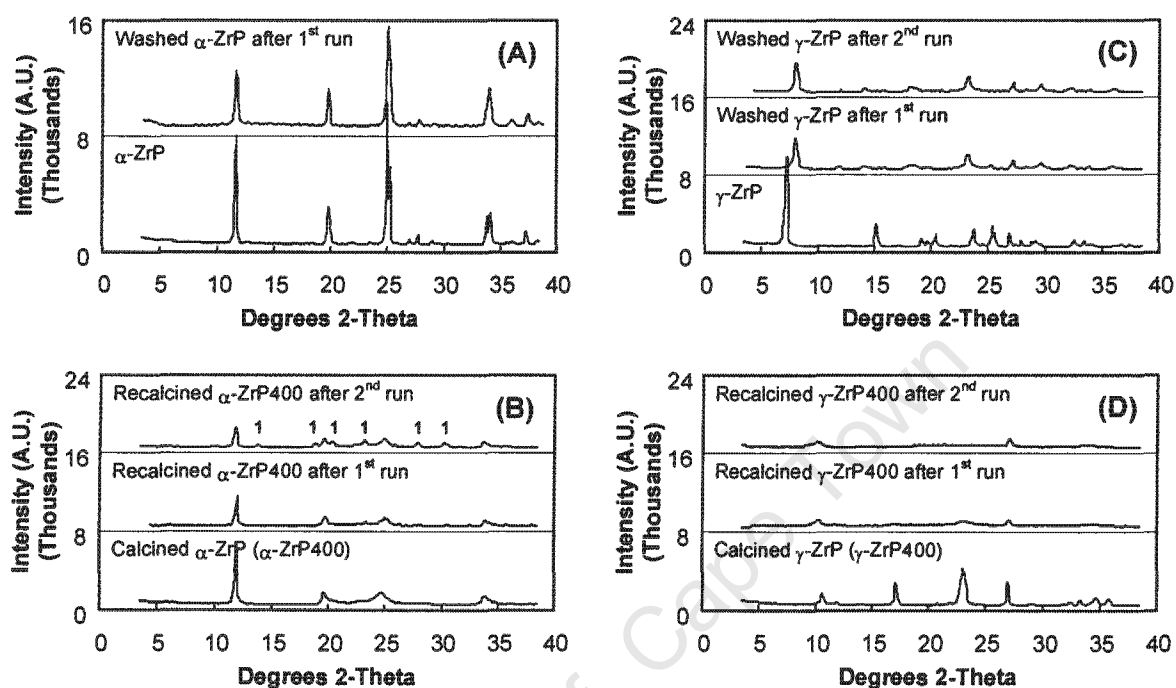 16
Washed α-ZrP after 1st run
(A)
8
α-ZrP
0
Intensity (A.U.)
(Thousands)
0 5 10 15 20 25 30 35 40
Degrees 2-Theta
24
Washed γ-ZrP after 2nd run
(C)
16
Washed γ-ZrP after 1st run
8
γ-ZrP
0
Intensity (A.U.)
(Thousands)
0 5 10 15 20 25 30 35 40
Degrees 2-Theta
24
Recalcined α-ZrP400 after 2nd run
(B)
1 1 1 1 1 1
16
Recalcined α-ZrP400 after 1st run
8
Calcined α-ZrP (α-ZrP400)
0
Intensity (A.U.)
(Thousands)
0 5 10 15 20 25 30 35 40
Degrees 2-Theta
24
Recalcined γ-ZrP400 after 2nd run
(D)
16
Recalcined γ-ZrP400 after 1st run
8
Calcined γ-ZrP (γ-ZrP400)
0
Intensity (A.U.)
(Thousands)
0 5 10 15 20 25 30 35 40
Degrees 2-Theta
Cape Town